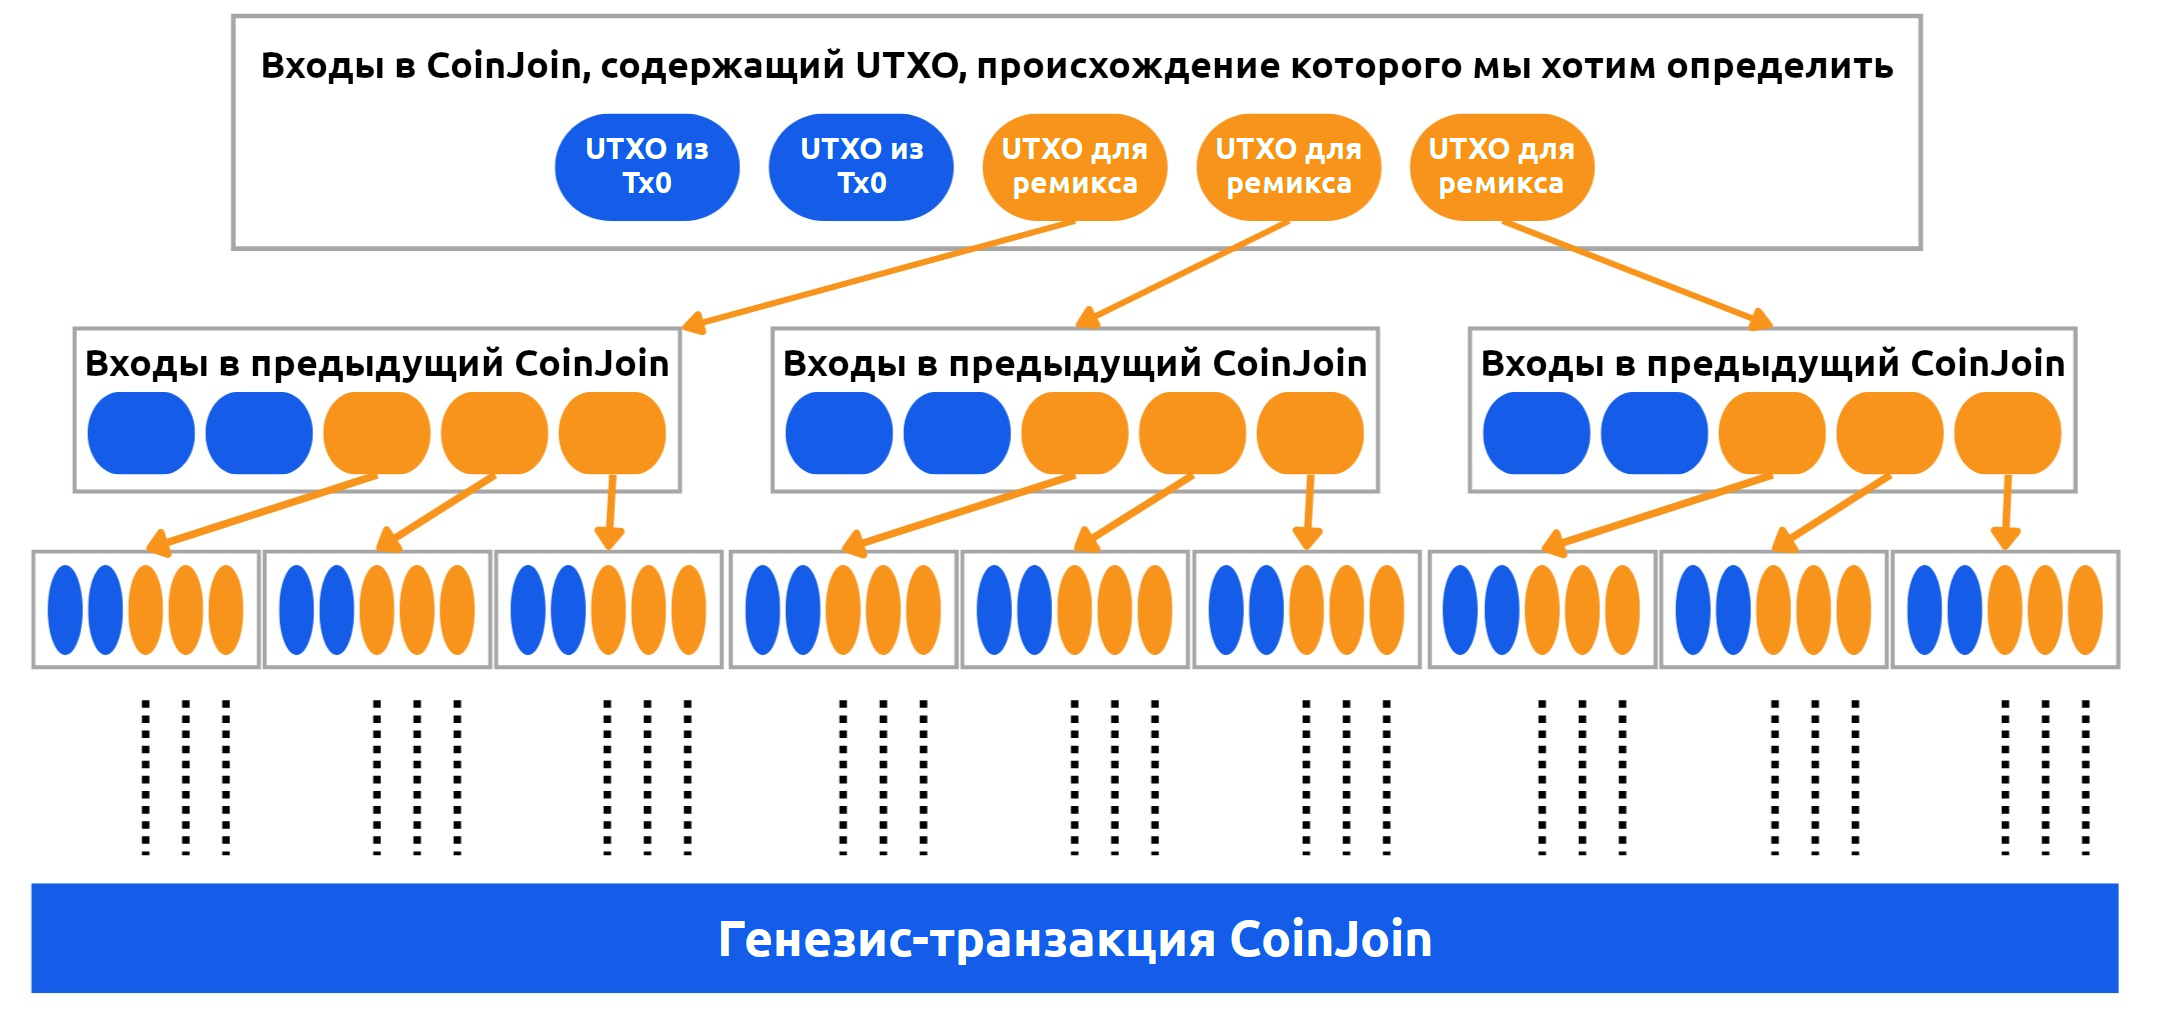 Входы в CoinJoin, содержащий UTXO, происхождение которого мы хотим определить
UTXO из
Tx0
UTXO из
Tx0
UTXO для
ремикса
UTXO для
ремикса
UTXO для
ремикса
Входы в предыдущий CoinJoin
Входы в предыдущий CoinJoin
Входы в предыдущий CoinJoin
Генезис-транзакция CoinJoin